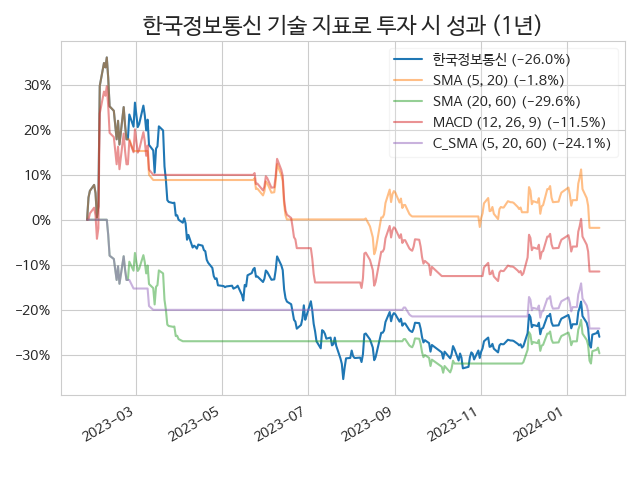 한국정보통신 기술 지표로 투자 시 성과 (1년)
한국정보통신 (−26.0%)
SMA (5, 20) (−1.8%)
SMA (20, 60) (−29.6%)
MACD (12, 26, 9) (−11.5%)
C_SMA (5, 20, 60) (−24.1%)
30%
20%
10%
0%
−10%
−20%
−30%
2023−03
2023−05
2023−07
2023−09
2023−11
2024−01